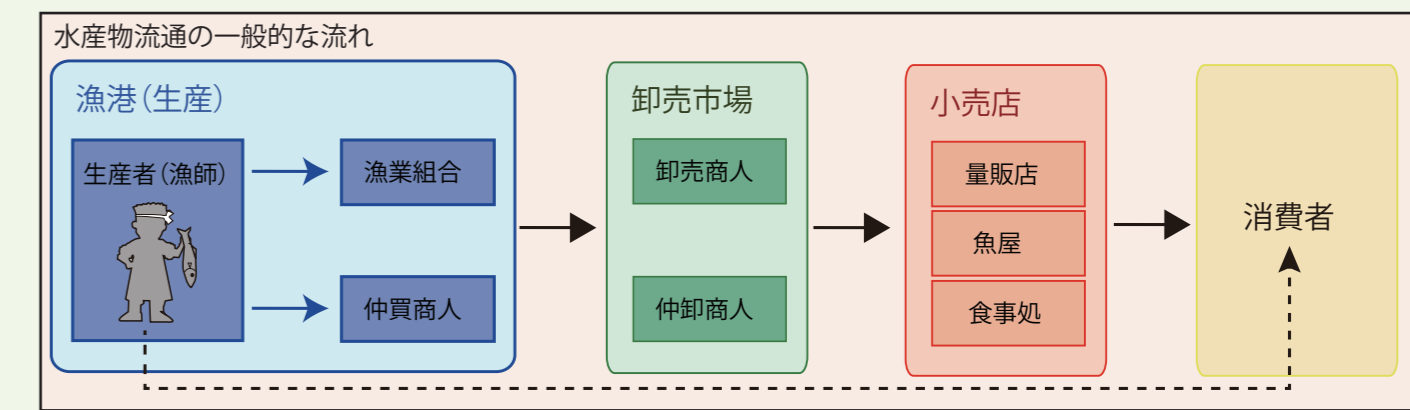 水産物流通の一般的な流れ
漁港（生産）
生産者（漁師）
漁業組合
仲買商人
卸売市場
卸売商人
仲卸商人
小売店
量販店
魚屋
食事処
消費者